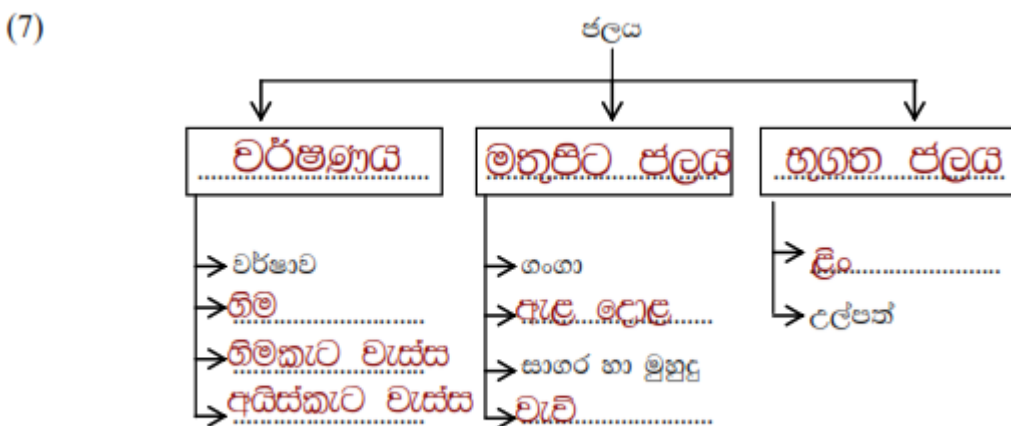 (7)
ජලය
වර්ෂණය
මතුපිට ජලය
භූගත ජලය
වර්ෂාව
හිම
හිමකැට වැස්ස
අයිස්කැට වැස්ස
ගංගා
ඇළ දොළ
සාගර හා මුහුදු
වැව්
ළිං
උල්පත්